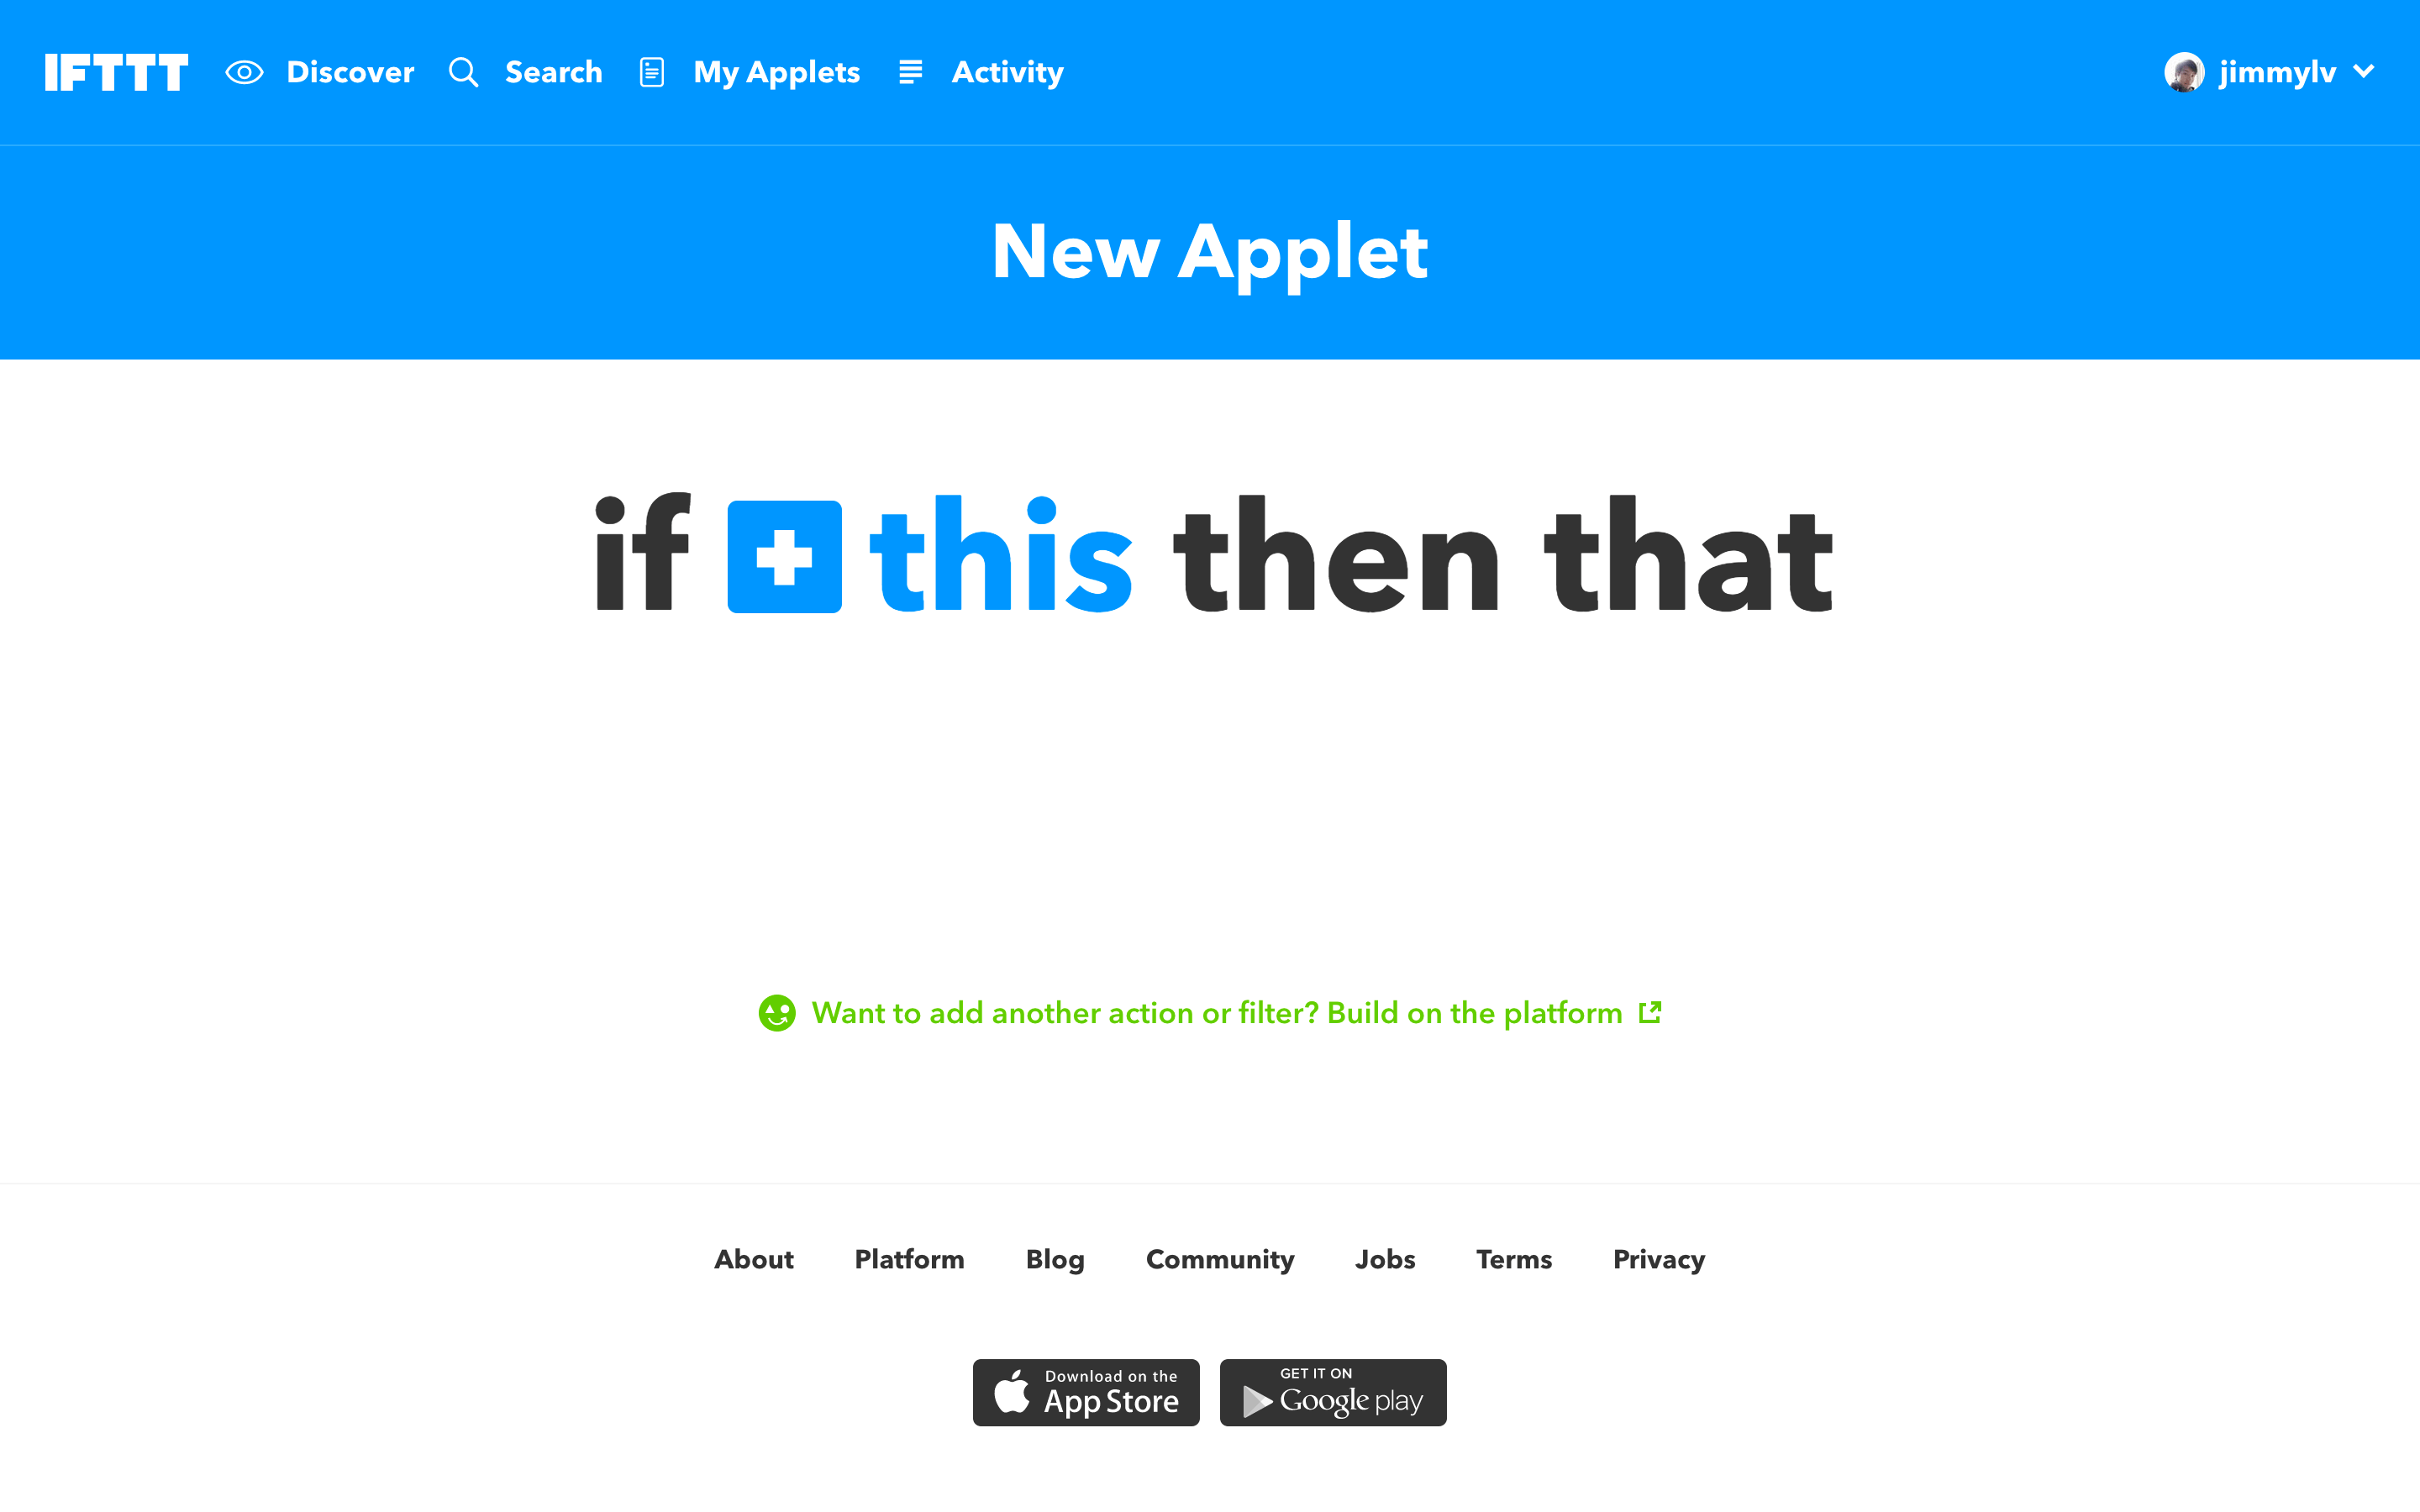 IFTTT Discover Search My Applets Activity jimmylv
New Applet
if this then that
Want to add another action or filter? Build on the platform
About Platform Blog Community Jobs Terms Privacy
Download on the GET IT ON
App Store Google play